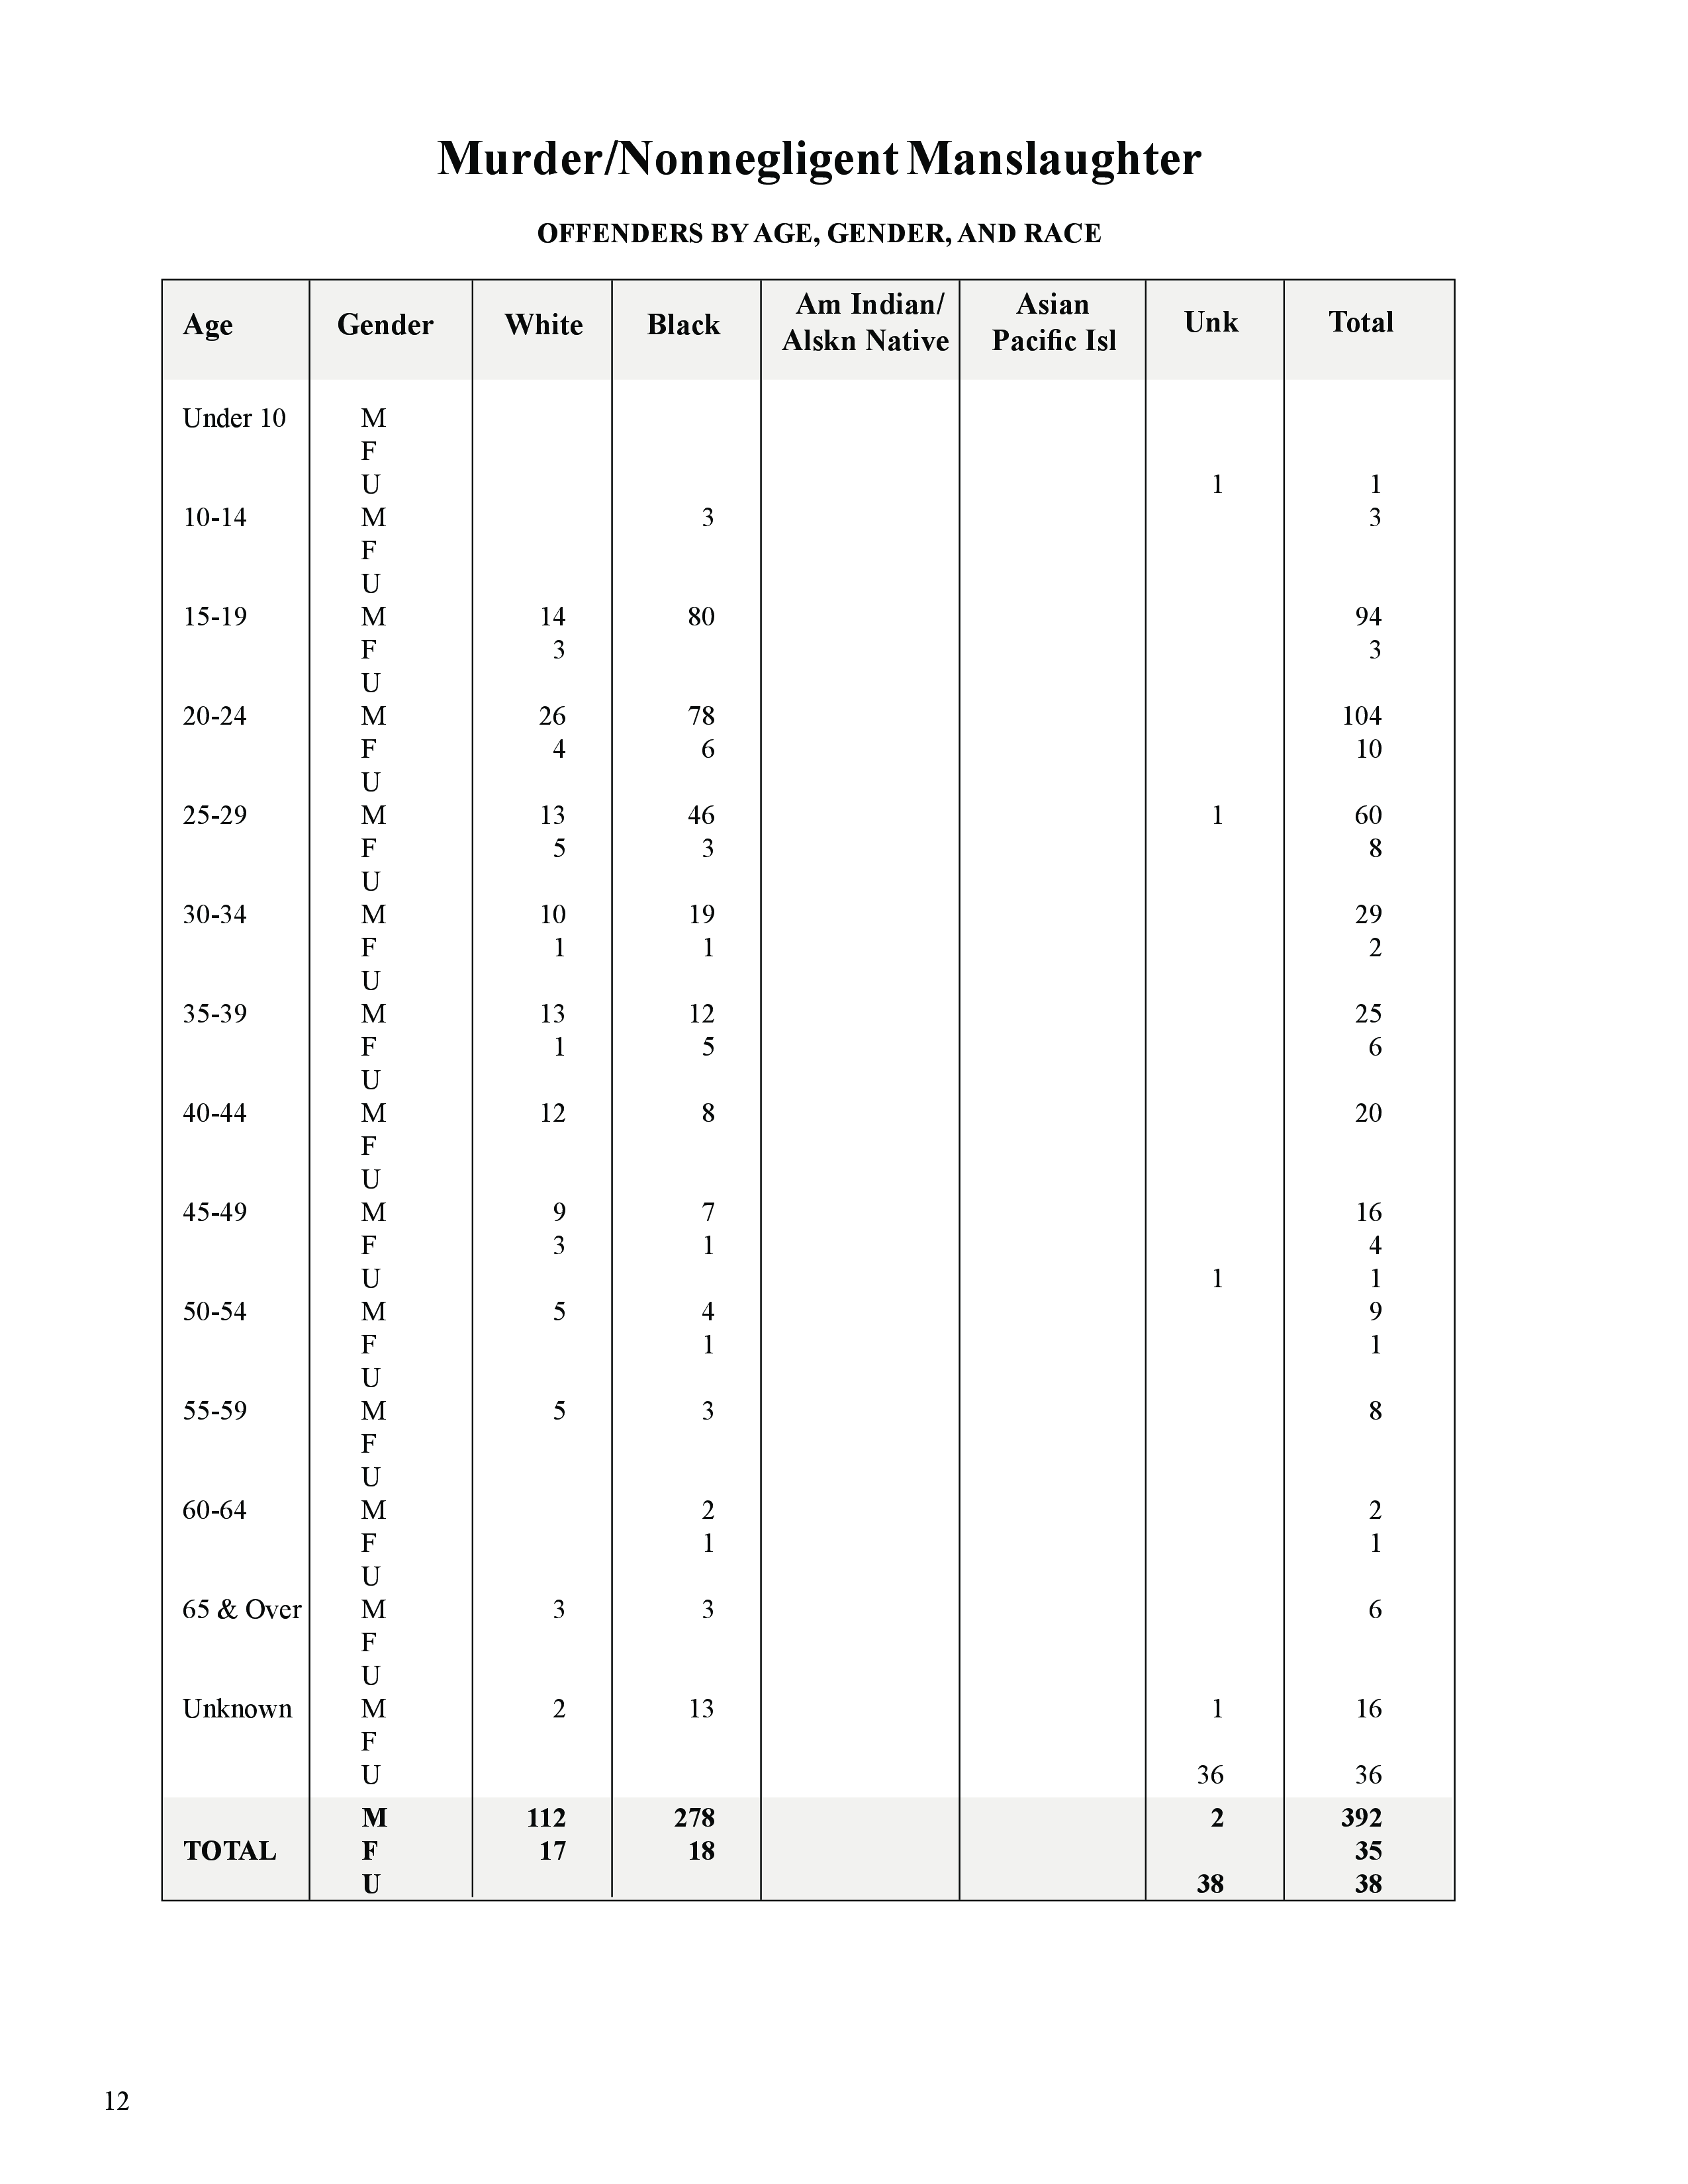 Murder/Nonnegligent Manslaughter
OFFENDERS BY AGE, GENDER, AND RACE
Age Gender White Black Am Indian/ Alskn Native Asian Pacific Isl Unk Total
Under 10 M
F
U 1 1
10-14 M 3 3
F
U
15-19 M 14 80 94
F 3 3
U
20-24 M 26 78 104
F 4 6 10
U
25-29 M 13 46 1 60
F 5 3 8
U
30-34 M 10 19 29
F 1 1 2
U
35-39 M 13 12 25
F 1 5 6
U
40-44 M 12 8 20
F
U
45-49 M 9 7 16
F 3 1 4
U 1 1
50-54 M 5 4 9
F 1 1
U
55-59 M 5 3 8
F
U
60-64 M 2 2
F 1 1
U
65 & Over M 3 3 6
F
U
Unknown M 2 13 1 16
F
U 36 36
M 112 278 2 392
TOTAL F 17 18 35
U 38 38
12